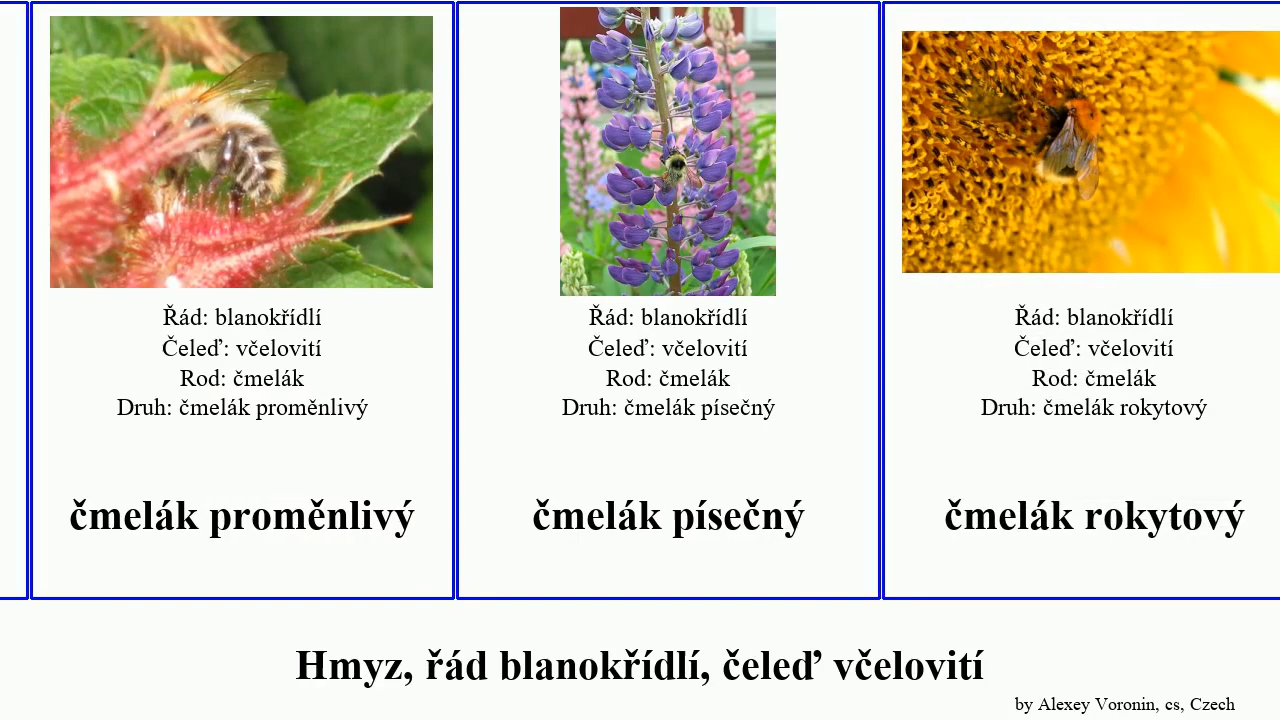 Řád: blanokřídlí
Čeleď: včelovití
Rod: čmelák
Druh: čmelák proměnlivý
čmelák proměnlivý
Řád: blanokřídlí
Čeleď: včelovití
Rod: čmelák
Druh: čmelák písečný
čmelák písečný
Řád: blanokřídlí
Čeleď: včelovití
Rod: čmelák
Druh: čmelák rokytový
čmelák rokytový
Hmyz, řád blanokřídlí, čeleď včelovití
by Alexey Voronin, cs, Czech